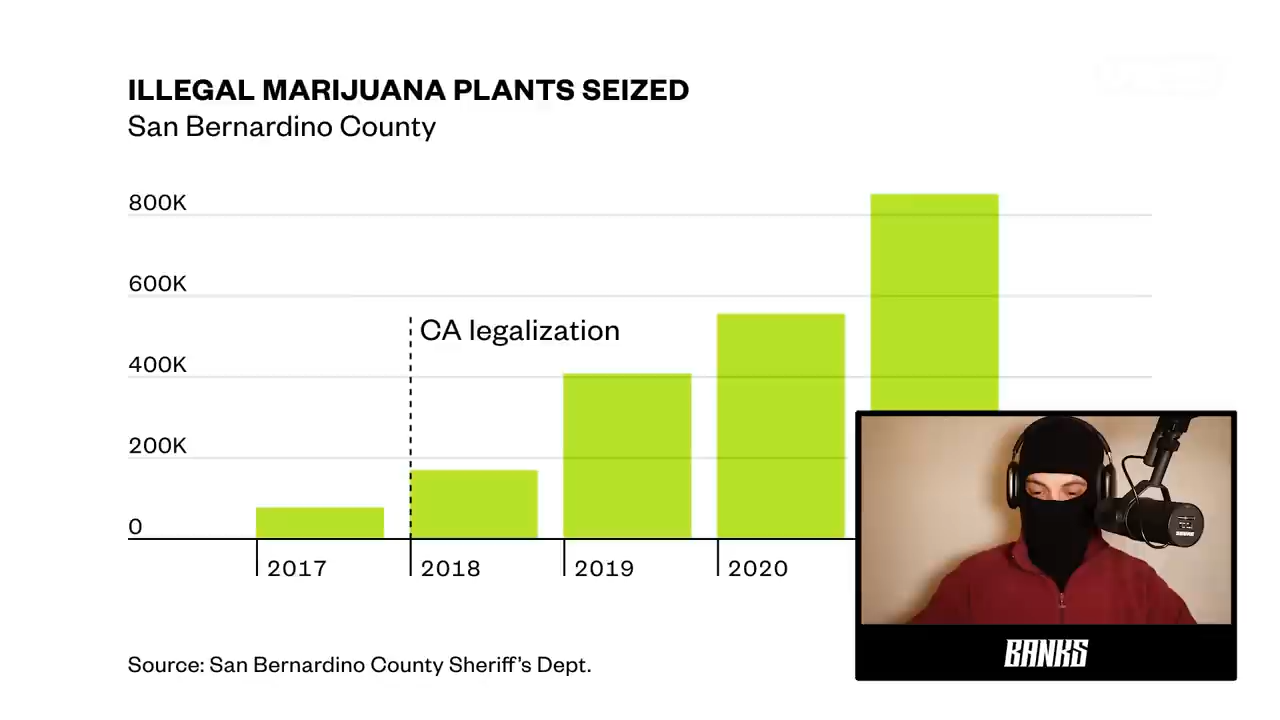 ILLEGAL MARIJUANA PLANTS SEIZED
San Bernardino County
800K
600K
CA legalization
400K
200K
0
2017 2018 2019 2020
Source: San Bernardino County Sheriff's Dept.
SHURE
BANKS